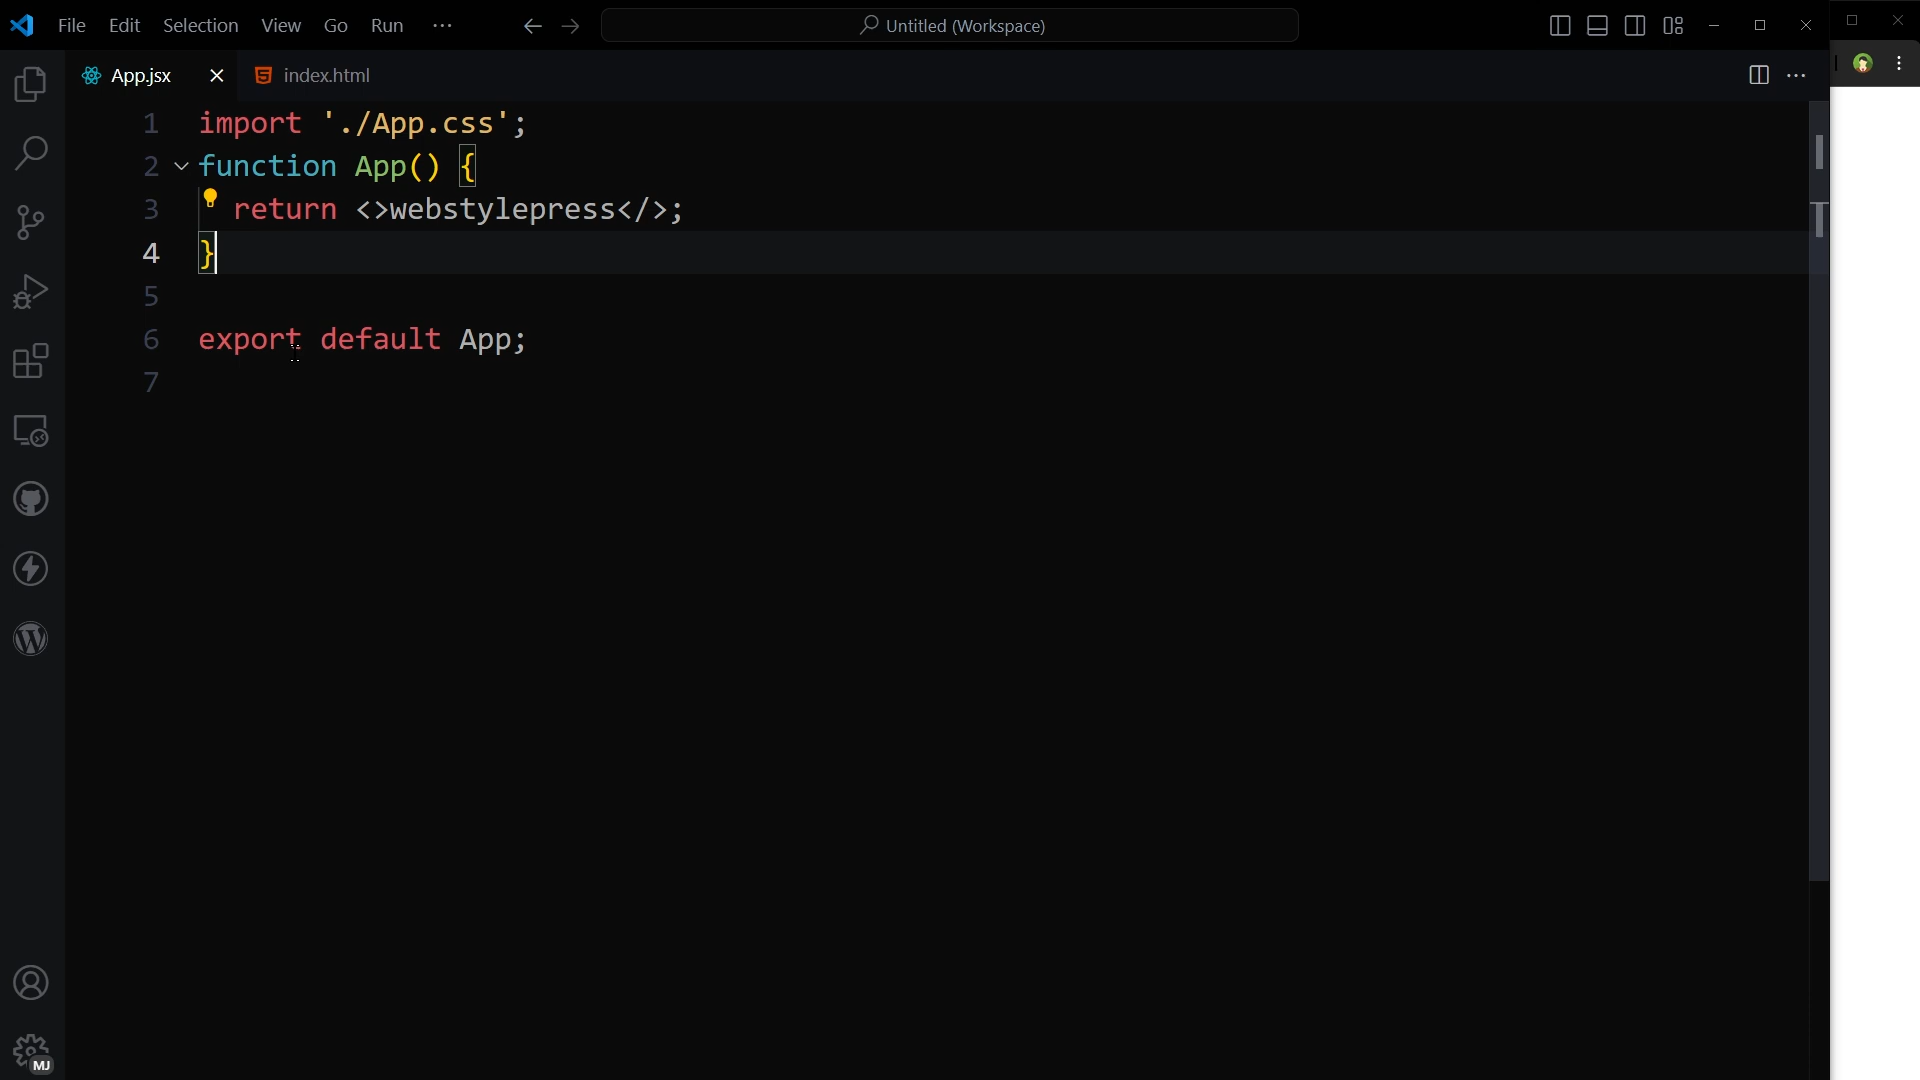 File Edit Selection View Go Run ··· Untitled (Workspace)
App.jsx index.html
1 import './App.css';
2 function App() {
3 return <>webstylepress</>;
4 }
5
6 export default App;
7
MJ